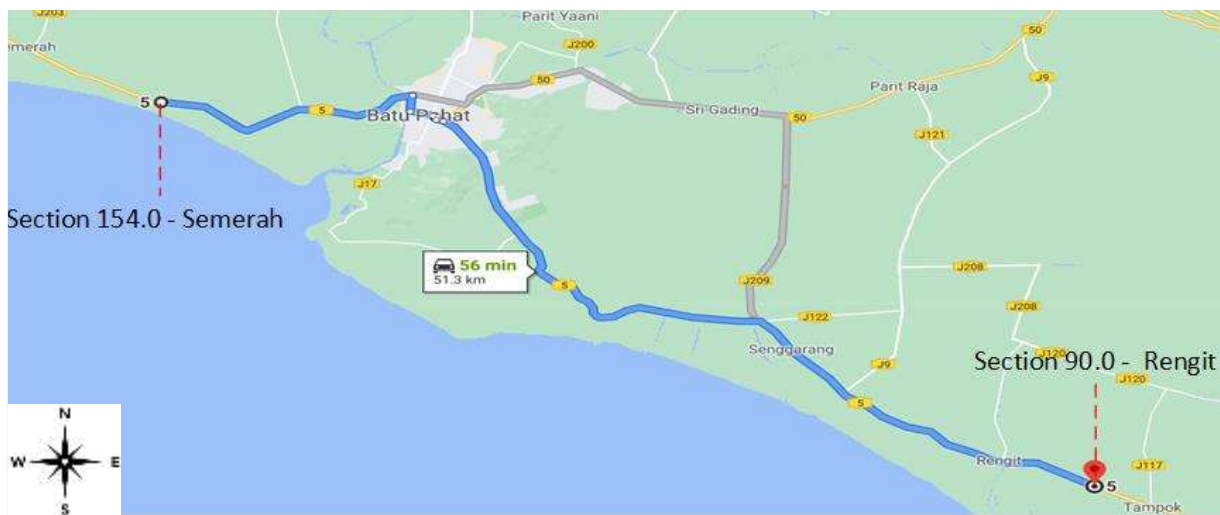 J203
Parit Yaani
J200
emerah
50
50
5
5
Batu Pahat
Sri Gading
Parit Raja
J9
50
J121
J17
Section 154.0 - Semerah
56 min
51.3 km
5
J209
J208
J208
J122
Senggarang
J9
J120
Section 90.0 - Rengit
J120
5
Rengit
J117
5
Tampok
N
W E
S